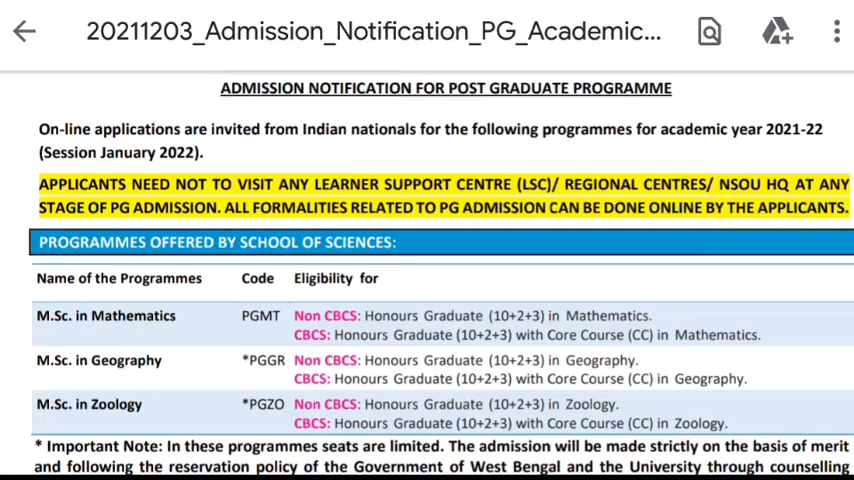 20211203_Admission_Notification_PG_Academic...
ADMISSION NOTIFICATION FOR POST GRADUATE PROGRAMME
On-line applications are invited from Indian nationals for the following programmes for academic year 2021-22
(Session January 2022).
APPLICANTS NEED NOT TO VISIT ANY LEARNER SUPPORT CENTRE (LSC)/ REGIONAL CENTRES/ NSOU HQ AT ANY
STAGE OF PG ADMISSION. ALL FORMALITIES RELATED TO PG ADMISSION CAN BE DONE ONLINE BY THE APPLICANTS.
PROGRAMMES OFFERED BY SCHOOL OF SCIENCES:
Name of the Programmes Code Eligibility for
M.Sc. in Mathematics PGMT Non CBCS: Honours Graduate (10+2+3) in Mathematics.
CBCS: Honours Graduate (10+2+3) with Core Course (CC) in Mathematics.
M.Sc. in Geography *PGGR Non CBCS: Honours Graduate (10+2+3) in Geography.
CBCS: Honours Graduate (10+2+3) with Core Course (CC) in Geography.
M.Sc. in Zoology *PGZO Non CBCS: Honours Graduate (10+2+3) in Zoology.
CBCS: Honours Graduate (10+2+3) with Core Course (CC) in Zoology.
* Important Note: In these programmes seats are limited. The admission will be made strictly on the basis of merit
and following the reservation policy of the Government of West Bengal and the University through counselling